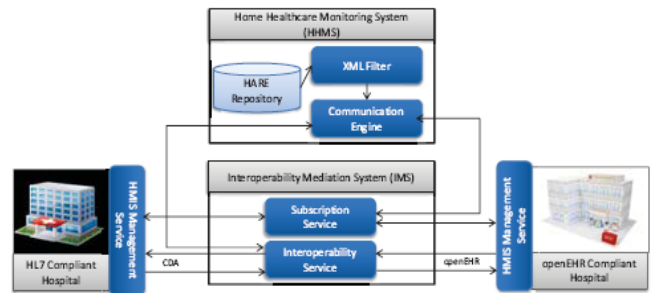 Home Healthcare Monitoring System
(HHMS)
XML Filter
HARE
Repository
Communication
Engine
Interoperability Mediation System (IMS)
HMIS Management
Service
Subscription
Service
Interoperability
Service
HMIS Management
Service
CDA
openEHR
HL7 Compliant
Hospital
openEHR Compliant
Hospital